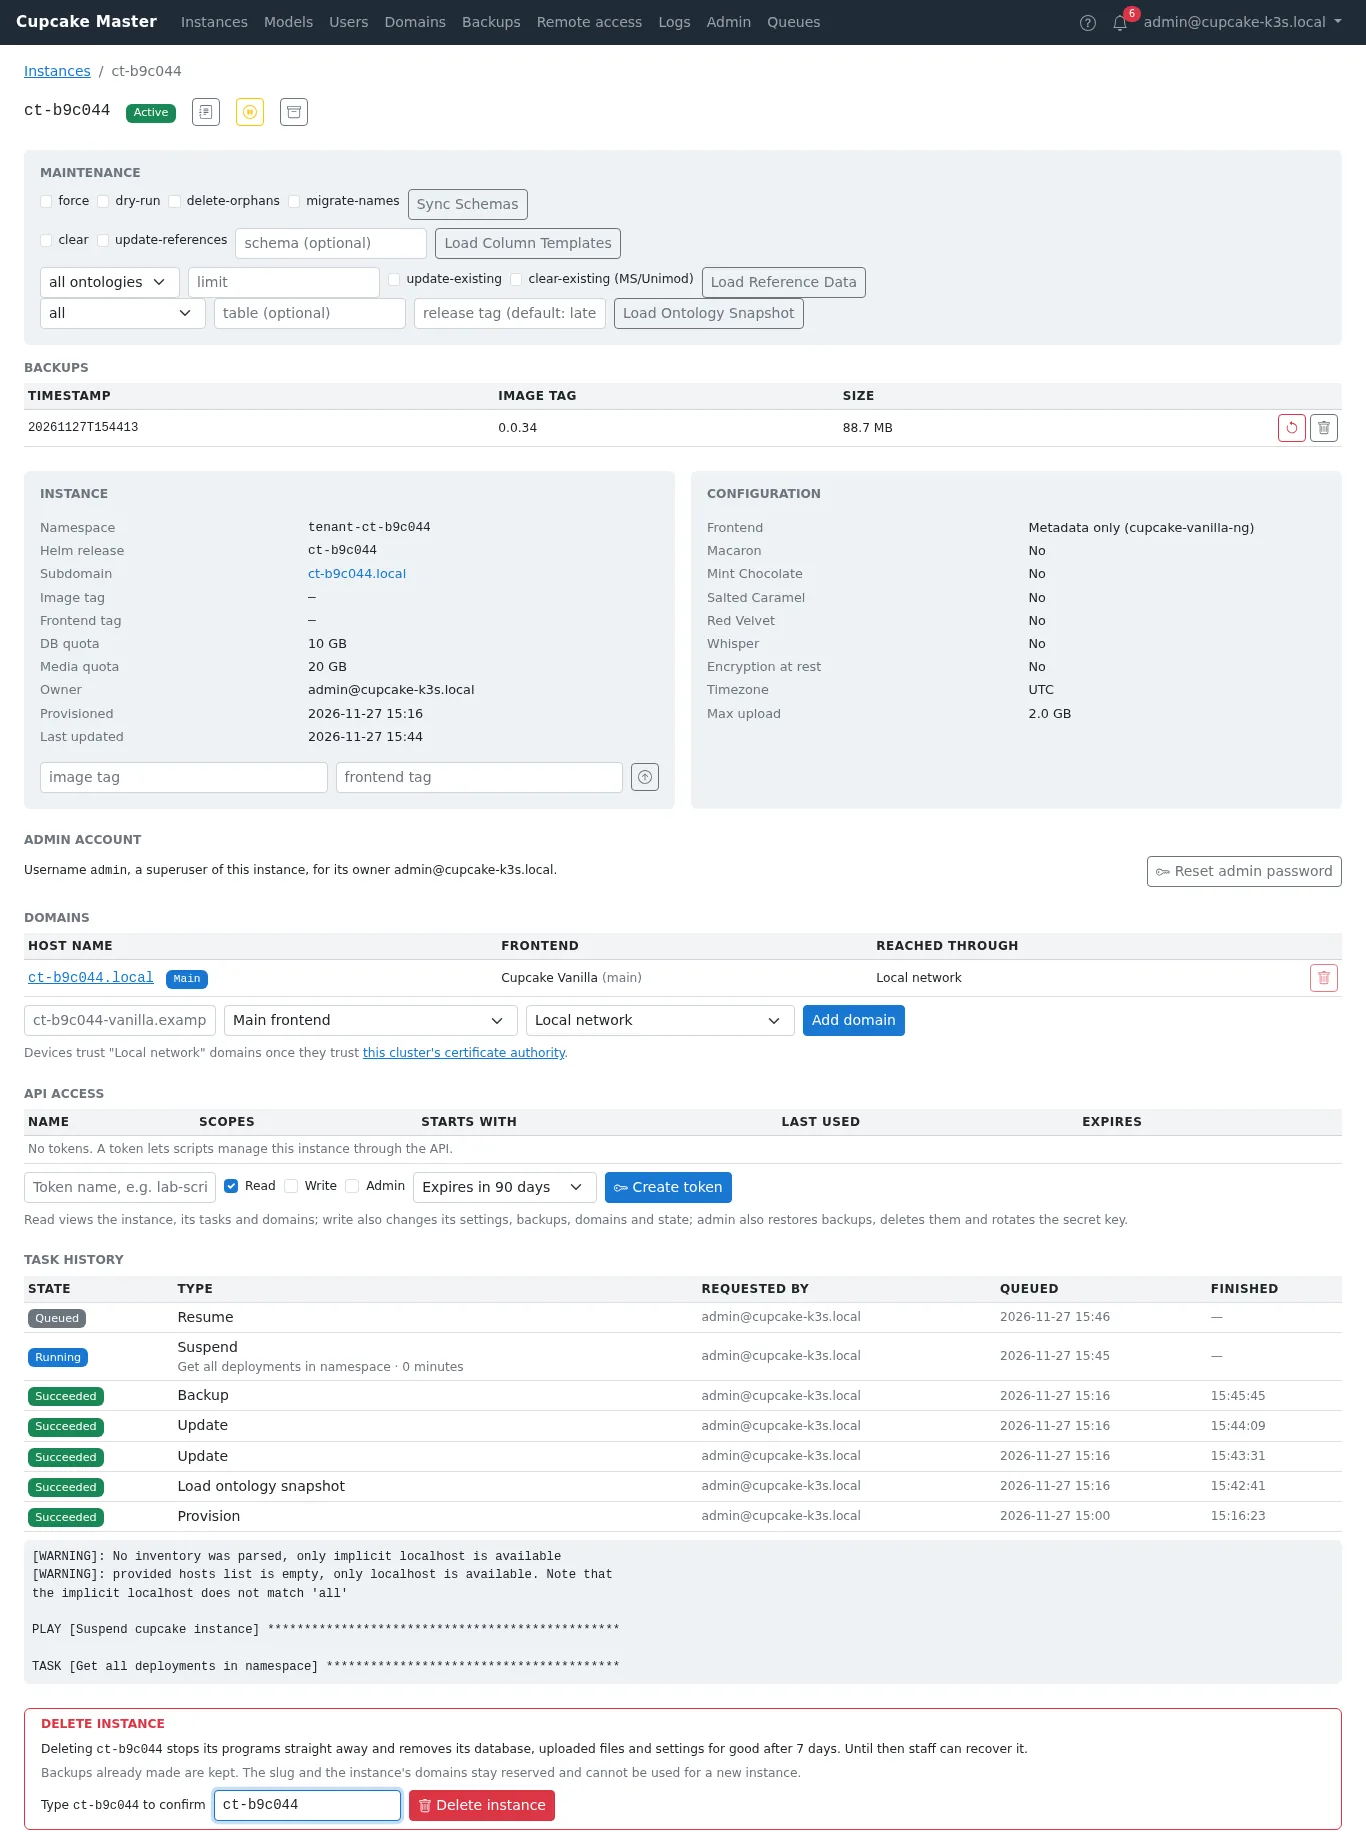 Cupcake Master Instances Models Users Domains Backups Remote access Logs Admin Queues 6 admin@cupcake-k3s.local
Instances / ct-b9c044
ct-b9c044 Active
MAINTENANCE
force dry-run delete-orphans migrate-names Sync Schemas
clear update-references schema (optional) Load Column Templates
all ontologies limit update-existing clear-existing (MS/Unimod) Load Reference Data
all table (optional) release tag (default: late Load Ontology Snapshot
BACKUPS
TIMESTAMP IMAGE TAG SIZE
20261127T154413 0.0.34 88.7 MB
INSTANCE
Namespace tenant-ct-b9c044
Helm release ct-b9c044
Subdomain ct-b9c044.local
Image tag —
Frontend tag —
DB quota 10 GB
Media quota 20 GB
Owner admin@cupcake-k3s.local
Provisioned 2026-11-27 15:16
Last updated 2026-11-27 15:44
image tag frontend tag
CONFIGURATION
Frontend Metadata only (cupcake-vanilla-ng)
Macaron No
Mint Chocolate No
Salted Caramel No
Red Velvet No
Whisper No
Encryption at rest No
Timezone UTC
Max upload 2.0 GB
ADMIN ACCOUNT
Username admin, a superuser of this instance, for its owner admin@cupcake-k3s.local. Reset admin password
DOMAINS
HOST NAME FRONTEND REACHED THROUGH
ct-b9c044.local Main Cupcake Vanilla (main) Local network
ct-b9c044-vanilla.examp Main frontend Local network Add domain
Devices trust "Local network" domains once they trust this cluster's certificate authority.
API ACCESS
NAME SCOPES STARTS WITH LAST USED EXPIRES
No tokens. A token lets scripts manage this instance through the API.
Token name, e.g. lab-scri Read Write Admin Expires in 90 days Create token
Read views the instance, its tasks and domains; write also changes its settings, backups, domains and state; admin also restores backups, deletes them and rotates the secret key.
TASK HISTORY
STATE TYPE REQUESTED BY QUEUED FINISHED
Queued Resume admin@cupcake-k3s.local 2026-11-27 15:46 —
Running Suspend admin@cupcake-k3s.local 2026-11-27 15:45 —
Get all deployments in namespace · 0 minutes
Succeeded Backup admin@cupcake-k3s.local 2026-11-27 15:16 15:45:45
Succeeded Update admin@cupcake-k3s.local 2026-11-27 15:16 15:44:09
Succeeded Update admin@cupcake-k3s.local 2026-11-27 15:16 15:43:31
Succeeded Load ontology snapshot admin@cupcake-k3s.local 2026-11-27 15:16 15:42:41
Succeeded Provision admin@cupcake-k3s.local 2026-11-27 15:00 15:16:23
[WARNING]: No inventory was parsed, only implicit localhost is available
[WARNING]: provided hosts list is empty, only localhost is available. Note that
the implicit localhost does not match 'all'
PLAY [Suspend cupcake instance] ************************************************
TASK [Get all deployments in namespace] ****************************************
DELETE INSTANCE
Deleting ct-b9c044 stops its programs straight away and removes its database, uploaded files and settings for good after 7 days. Until then staff can recover it.
Backups already made are kept. The slug and the instance's domains stay reserved and cannot be used for a new instance.
Type ct-b9c044 to confirm ct-b9c044 Delete instance